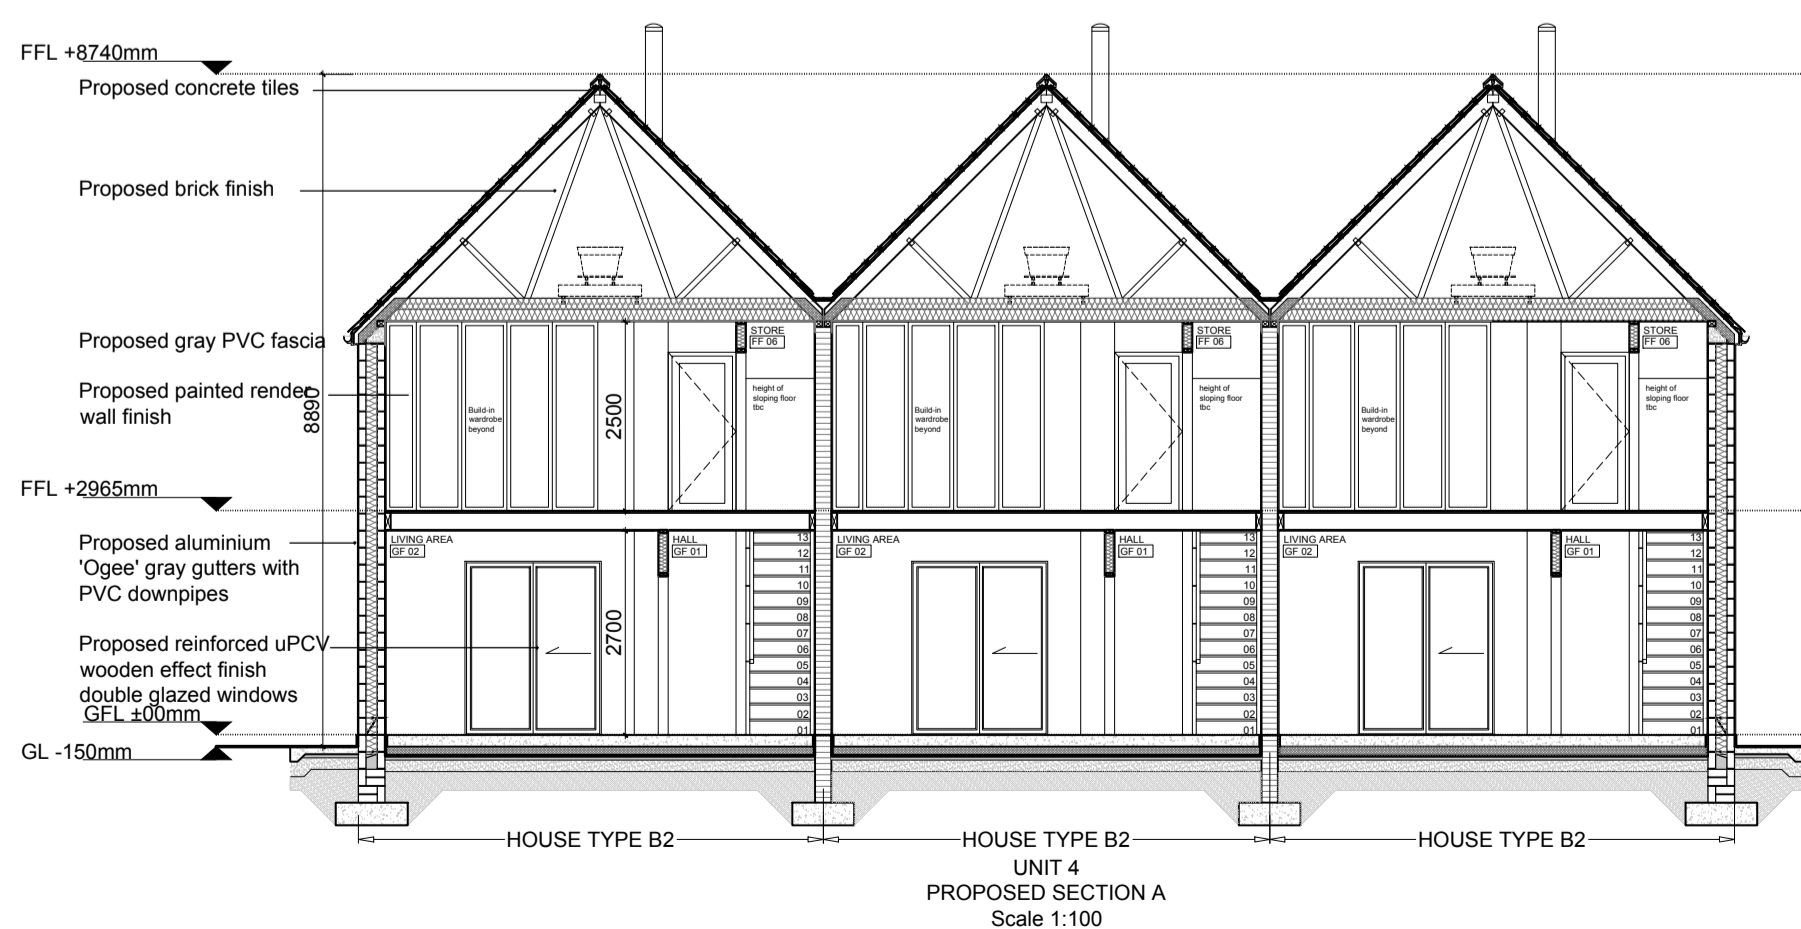 FFL +8740mm
Proposed concrete tiles
Proposed brick finish
Proposed gray PVC fascia
Proposed painted render
wall finish
8890
FFL +2965mm
Proposed aluminium
'Ogee' gray gutters with
PVC downpipes
Proposed reinforced uPCV
wooden effect finish
double glazed windows
GFL ±00mm
GL -150mm
Build-in
wardrobe
beyond
2500
STORE
FF 06
height of
sloping floor
tbc
Build-in
wardrobe
beyond
STORE
FF 06
height of
sloping floor
tbc
Build-in
wardrobe
beyond
STORE
FF 06
height of
sloping floor
tbc
LIVING AREA
GF 02
2700
HALL
GF 01
13
12
11
10
09
08
07
06
05
04
03
02
01
LIVING AREA
GF 02
HALL
GF 01
13
12
11
10
09
08
07
06
05
04
03
02
01
LIVING AREA
GF 02
HALL
GF 01
13
12
11
10
09
08
07
06
05
04
03
02
01
HOUSE TYPE B2
HOUSE TYPE B2
HOUSE TYPE B2
UNIT 4
PROPOSED SECTION A
Scale 1:100